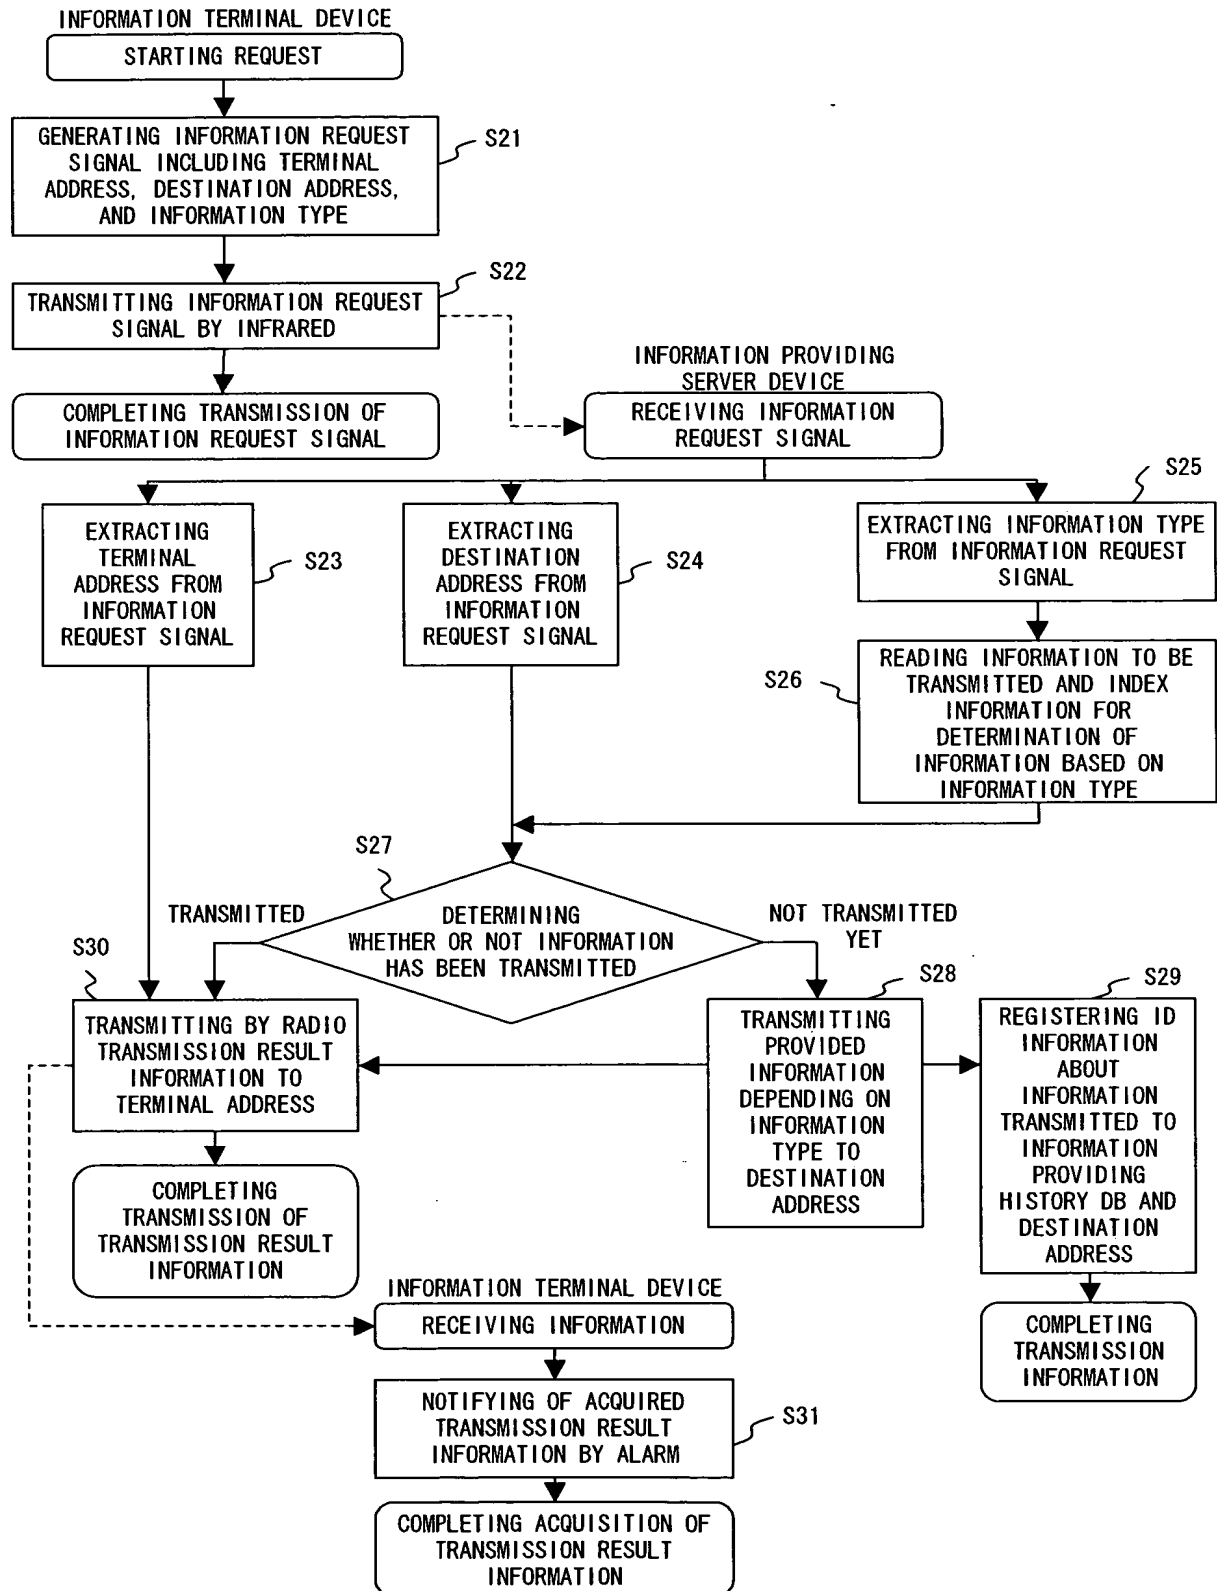 INFORMATION TERMINAL DEVICE
STARTING REQUEST
GENERATING INFORMATION REQUEST
SIGNAL INCLUDING TERMINAL
ADDRESS, DESTINATION ADDRESS,
AND INFORMATION TYPE
S21
S22
TRANSMITTING INFORMATION REQUEST
SIGNAL BY INFRARED
COMPLETING TRANSMISSION OF
INFORMATION REQUEST SIGNAL
INFORMATION PROVIDING
SERVER DEVICE
RECEIVING INFORMATION
REQUEST SIGNAL
EXTRACTING
TERMINAL
ADDRESS FROM
INFORMATION
REQUEST SIGNAL
S23
EXTRACTING
DESTINATION
ADDRESS FROM
INFORMATION
REQUEST SIGNAL
S24
S25
EXTRACTING INFORMATION TYPE
FROM INFORMATION REQUEST
SIGNAL
S26
READING INFORMATION TO BE
TRANSMITTED AND INDEX
INFORMATION FOR
DETERMINATION OF
INFORMATION BASED ON
INFORMATION TYPE
S27
DETERMINING
WHETHER OR NOT INFORMATION
HAS BEEN TRANSMITTED
TRANSMITTED
NOT TRANSMITTED
YET
S30
TRANSMITTING BY RADIO
TRANSMISSION RESULT
INFORMATION TO
TERMINAL ADDRESS
S28
TRANSMITTING
PROVIDED
INFORMATION
DEPENDING ON
INFORMATION
TYPE TO
DESTINATION
ADDRESS
S29
REGISTERING ID
INFORMATION
ABOUT
INFORMATION
TRANSMITTED TO
INFORMATION
PROVIDING
HISTORY DB AND
DESTINATION
ADDRESS
COMPLETING
TRANSMISSION OF
TRANSMISSION RESULT
INFORMATION
COMPLETING
TRANSMISSION
INFORMATION
INFORMATION TERMINAL DEVICE
RECEIVING INFORMATION
NOTIFYING OF ACQUIRED
TRANSMISSION RESULT
INFORMATION BY ALARM
S31
COMPLETING ACQUISITION OF
TRANSMISSION RESULT
INFORMATION